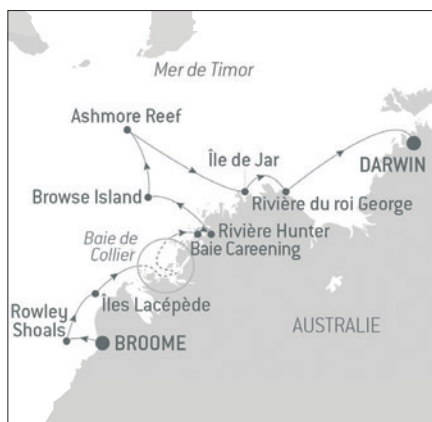 Mer de Timor
Ashmore Reef
Île de Jar
DARWIN
Browse Island
Rivière du roi George
Baie de
Collier
Rivière Hunter
Baie Careening
Îles Lacépède
Rowley
Shoals
AUSTRALIE
BROOME